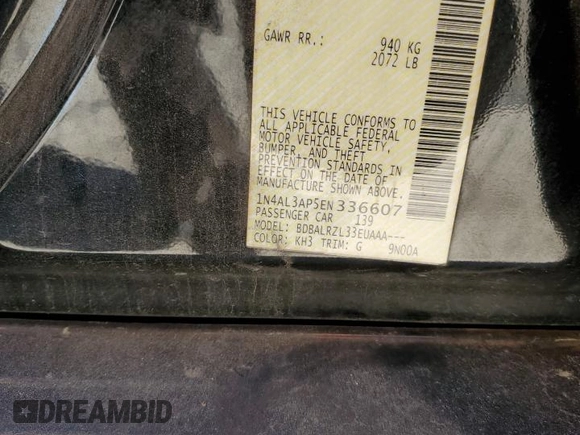 GAWR RR.: 940 KG
2072 LB
THIS VEHICLE CONFORMS TO
ALL APPLICABLE FEDERAL
MOTOR VEHICLE SAFETY,
BUMPER, AND THEFT
PREVENTION STANDARDS IN
EFFECT ON THE DATE OF
MANUFACTURE SHOWN ABOVE.
1N4AL3AP5EN 336607
PASSENGER CAR 139
MODEL: BDBALRZL33EUAAA---
COLOR: KH3 TRIM: G 9N00A
DREAMBID